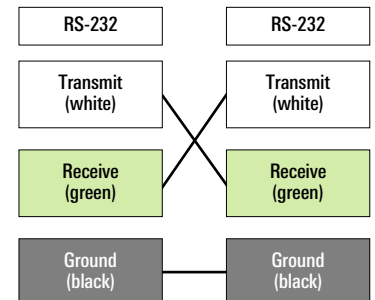 RS-232
RS-232
Transmit
(white)
Transmit
(white)
Receive
(green)
Receive
(green)
Ground
(black)
Ground
(black)